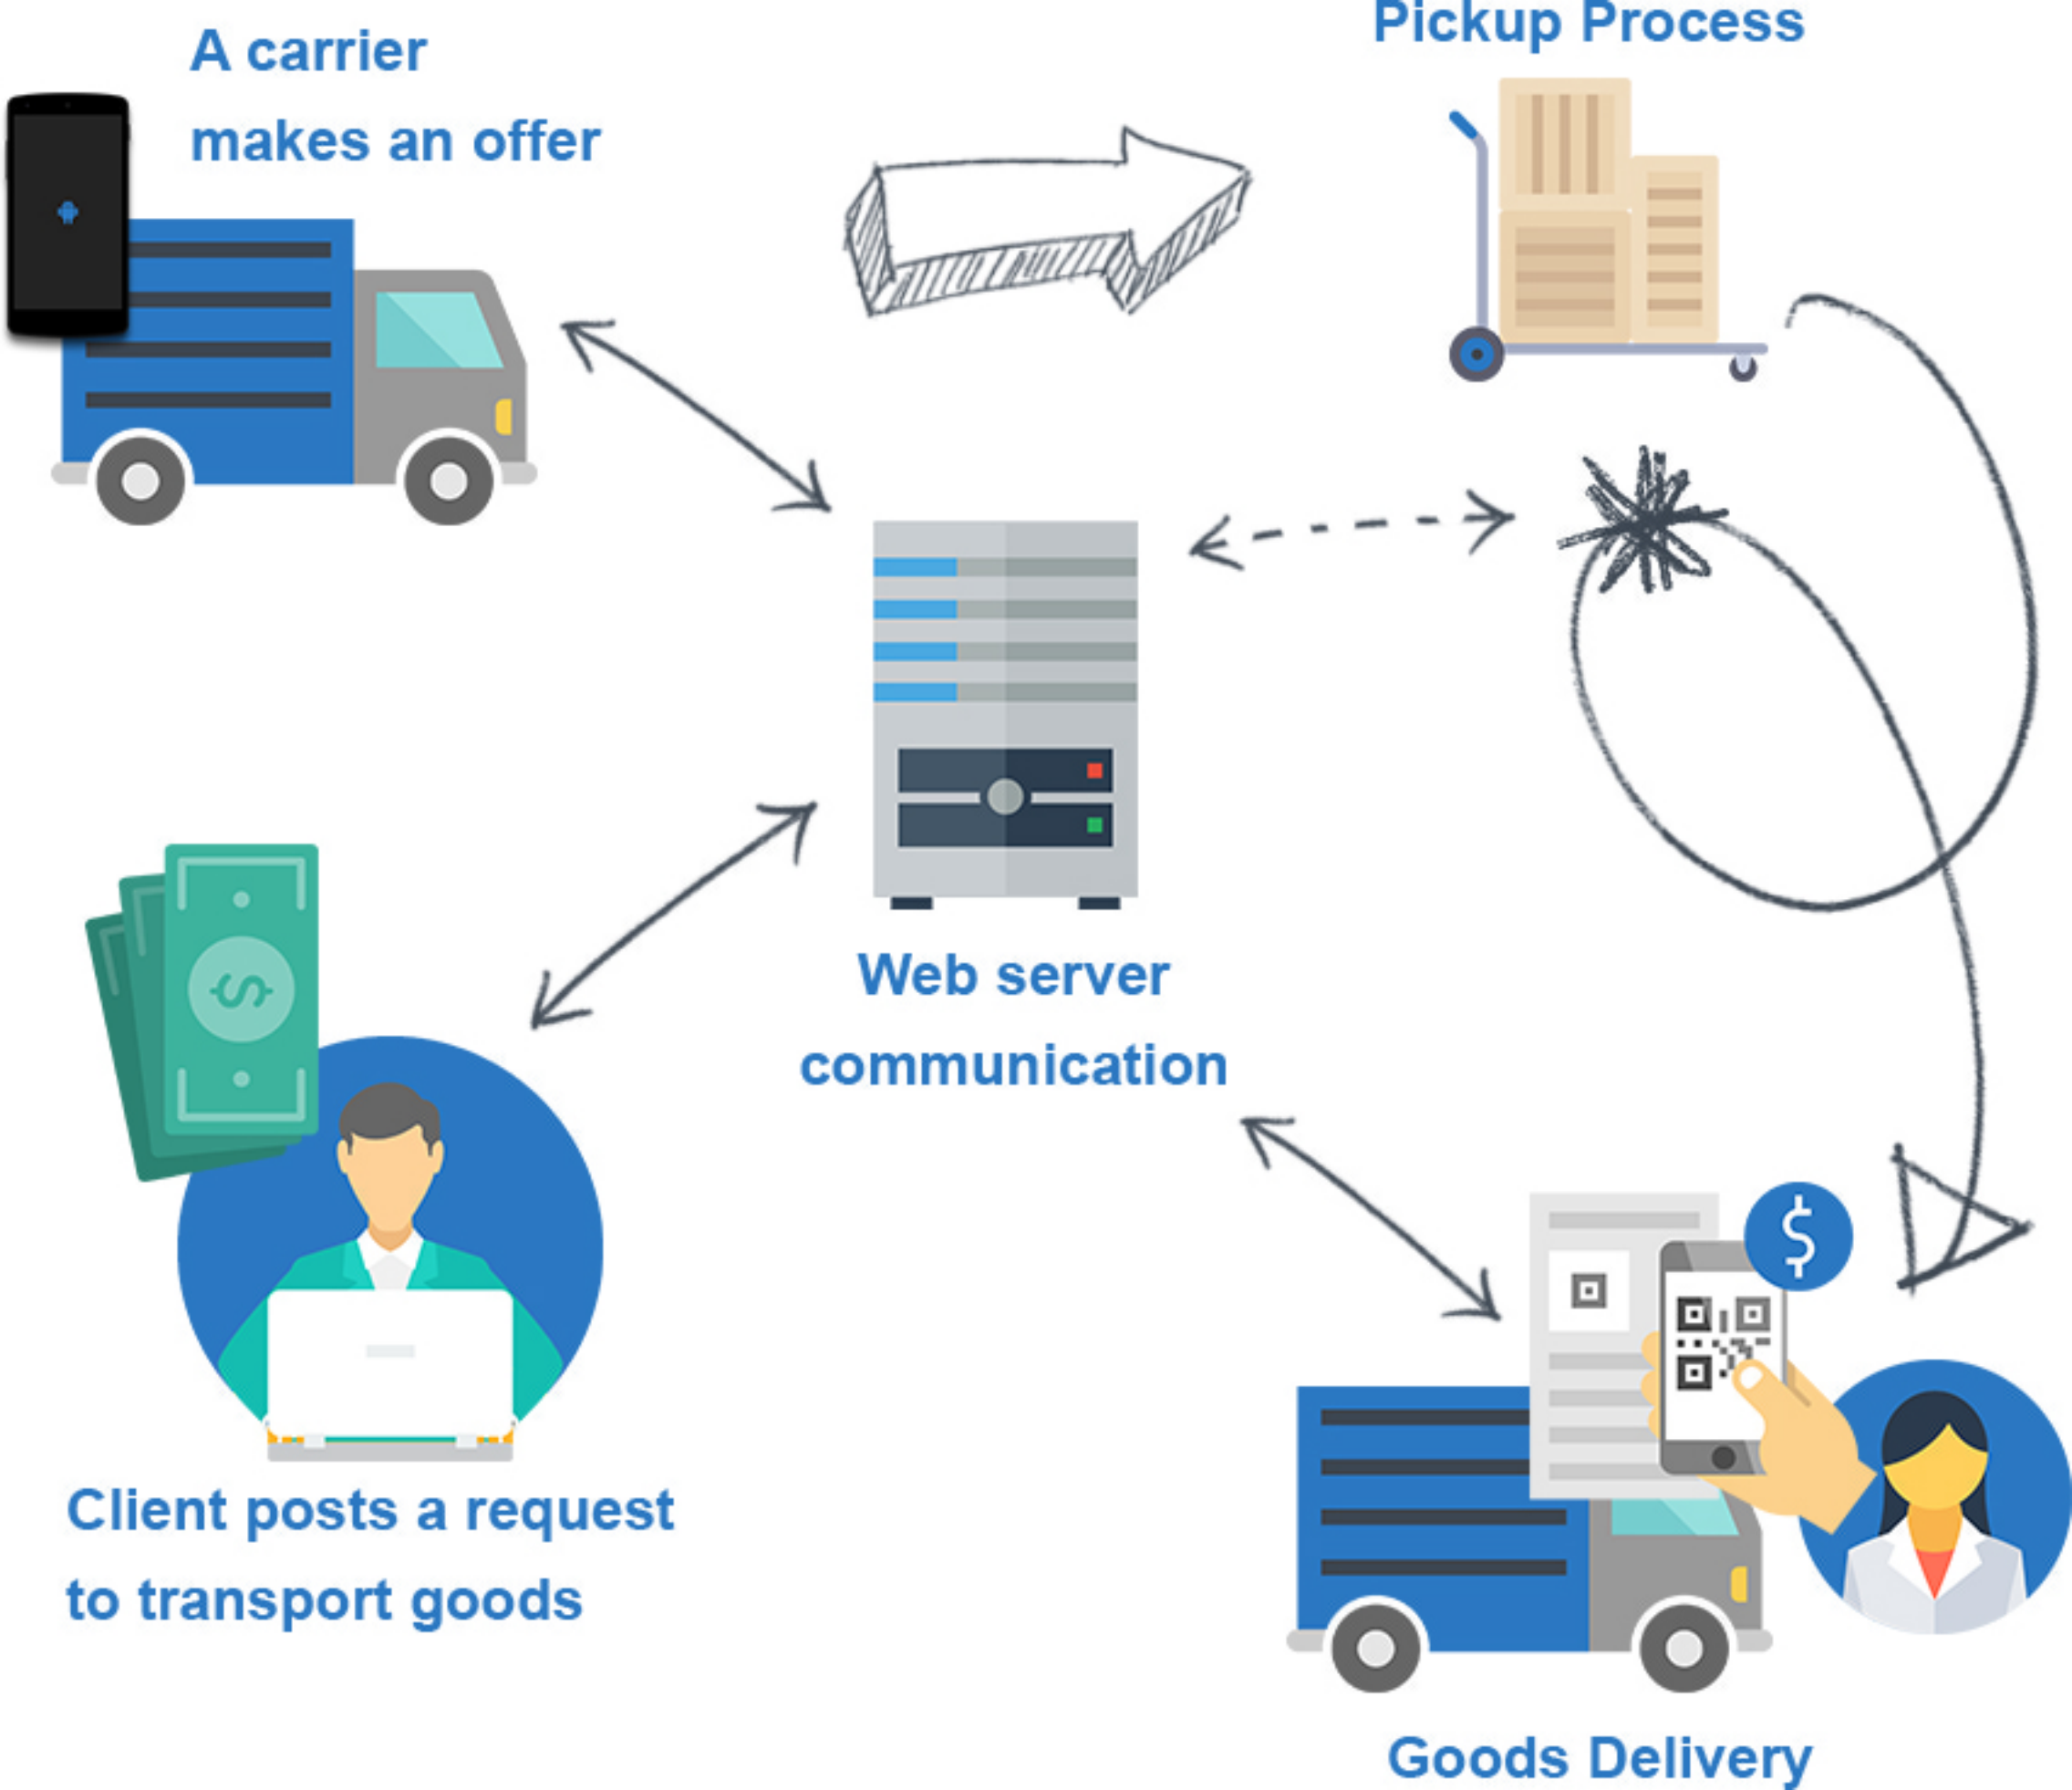 A carrier
makes an offer
Pickup Process
Web server
communication
$
$
Client posts a request
to transport goods
Goods Delivery